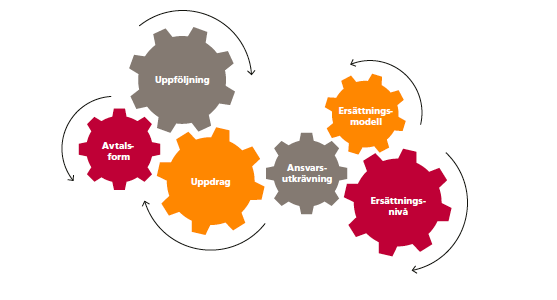 Uppföljning
Avtals-
form
Uppdrag
Ansvars-
utkrävning
Ersättnings-
modell
Ersättnings-
nivå